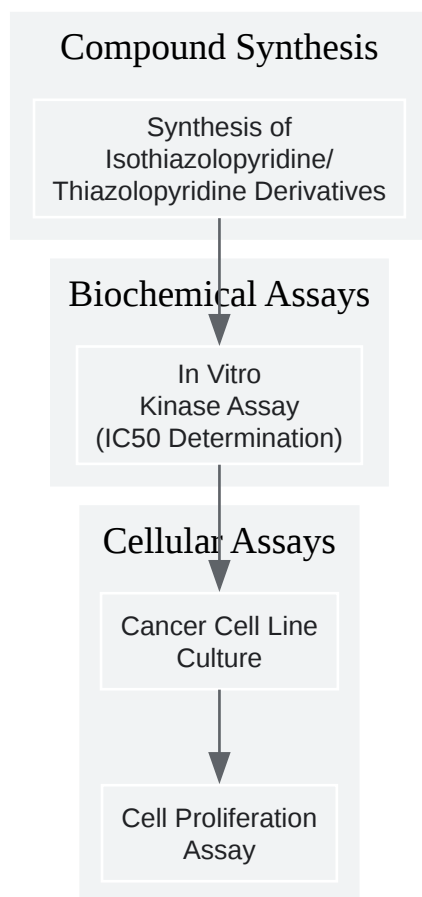 Compound Synthesis
Synthesis of
Isothiazolopyridine/
Thiazolopyridine Derivatives
Biochemical Assays
In Vitro
Kinase Assay
(IC50 Determination)
Cellular Assays
Cancer Cell Line
Culture
Cell Proliferation
Assay